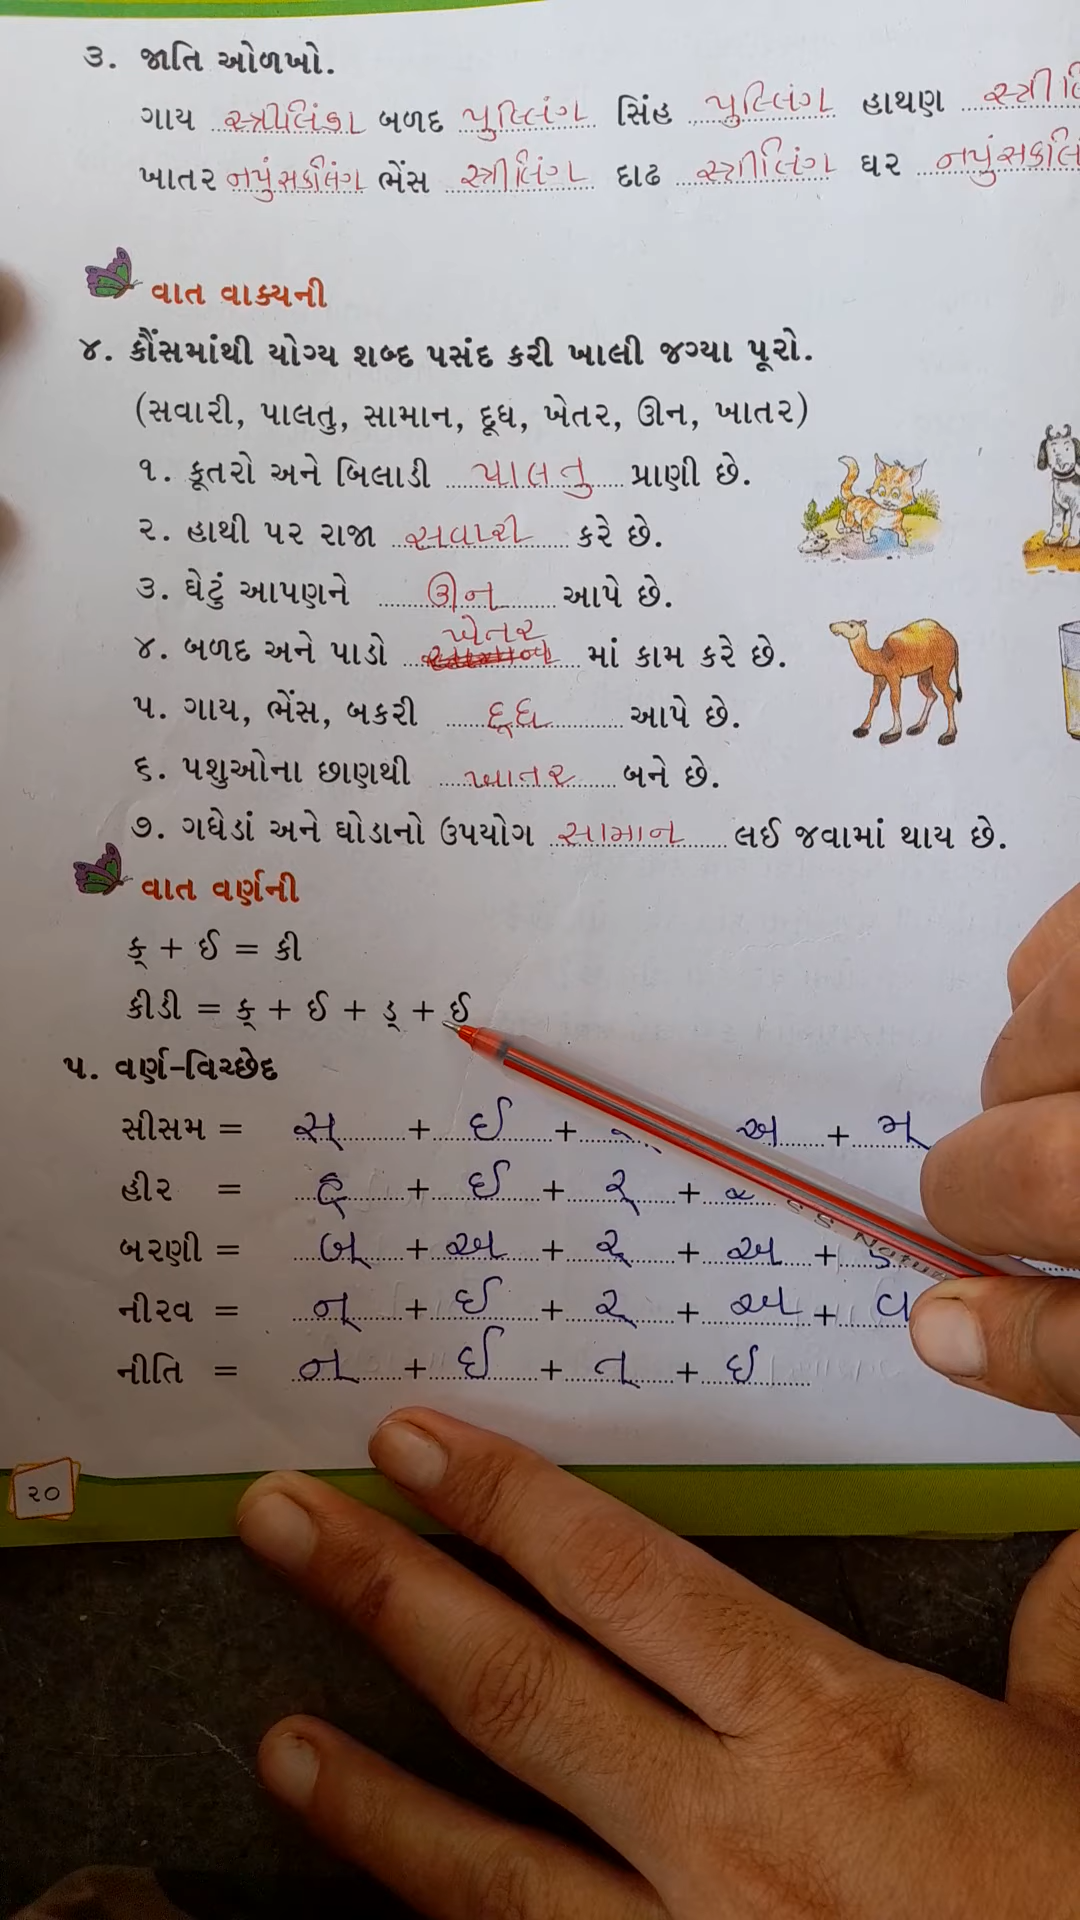 ૩. જાતિ ઓળખો.
ગાય સ્ત્રીલિંગ બળદ પુલ્લિંગ સિંહ પુલ્લિંગ હાથણ સ્ત્રીલિ
ખાતર નપુંસકલિંગ ભેંસ સ્ત્રીલિંગ દાઢ સ્ત્રીલિંગ ઘર નપુંસકલિ
વાત વાક્યની
૪. કૌંસમાંથી યોગ્ય શબ્દ પસંદ કરી ખાલી જગ્યા પૂરો.
(સવારી, પાલતુ, સામાન, દૂધ, ખેતર, ઊન, ખાતર)
૧. કૂતરો અને બિલાડી પાલતુ પ્રાણી છે.
૨. હાથી પર રાજા સવારી કરે છે.
૩. ઘેટું આપણને ઊન આપે છે.
૪. બળદ અને પાડો ખેતર માં કામ કરે છે.
૫. ગાય, ભેંસ, બકરી દૂધ આપે છે.
૬. પશુઓના છાણથી ખાતર બને છે.
૭. ગધેડાં અને ઘોડાનો ઉપયોગ સામાન લઈ જવામાં થાય છે.
વાત વર્ણની
ક્ + ઈ = કી
કીડી = ક્ + ઈ + ડ્ + ઈ
૫. વર્ણ-વિચ્છેદ
સીસમ = સ્ + ઈ + અ + મ્
હીર = હ્ + ઈ + ર્ +
બરણી = બ્ + અ + ર્ + અ +
નીરવ = ન્ + ઈ + ર્ + અ + વ
નીતિ = ન્ + ઈ + ત્ + ઇ
૨૦